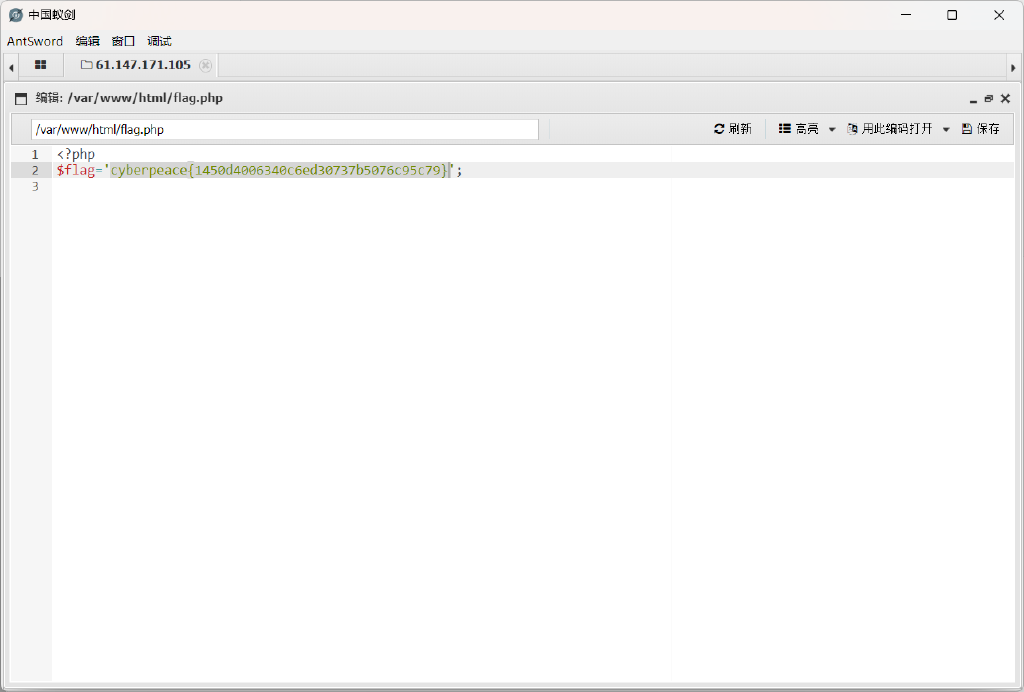 中国蚁剑
AntSword 编辑 窗口 调试
61.147.171.105
编辑: /var/www/html/flag.php
/var/www/html/flag.php 刷新 高亮 用此编码打开 保存
1 <?php
2 $flag='cyberpeace{1450d4006340c6ed30737b5076c95c79}';
3